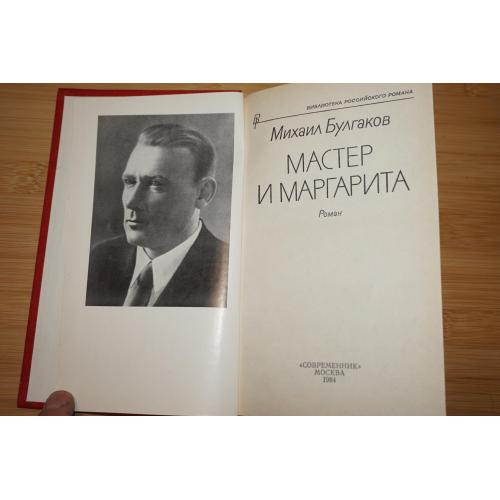 БИБЛИОТЕКА РОССИЙСКОГО РОМАНА
Михаил Булгаков
МАСТЕР
И МАРГАРИТА
Роман
«СОВРЕМЕННИК»
МОСКВА
1984